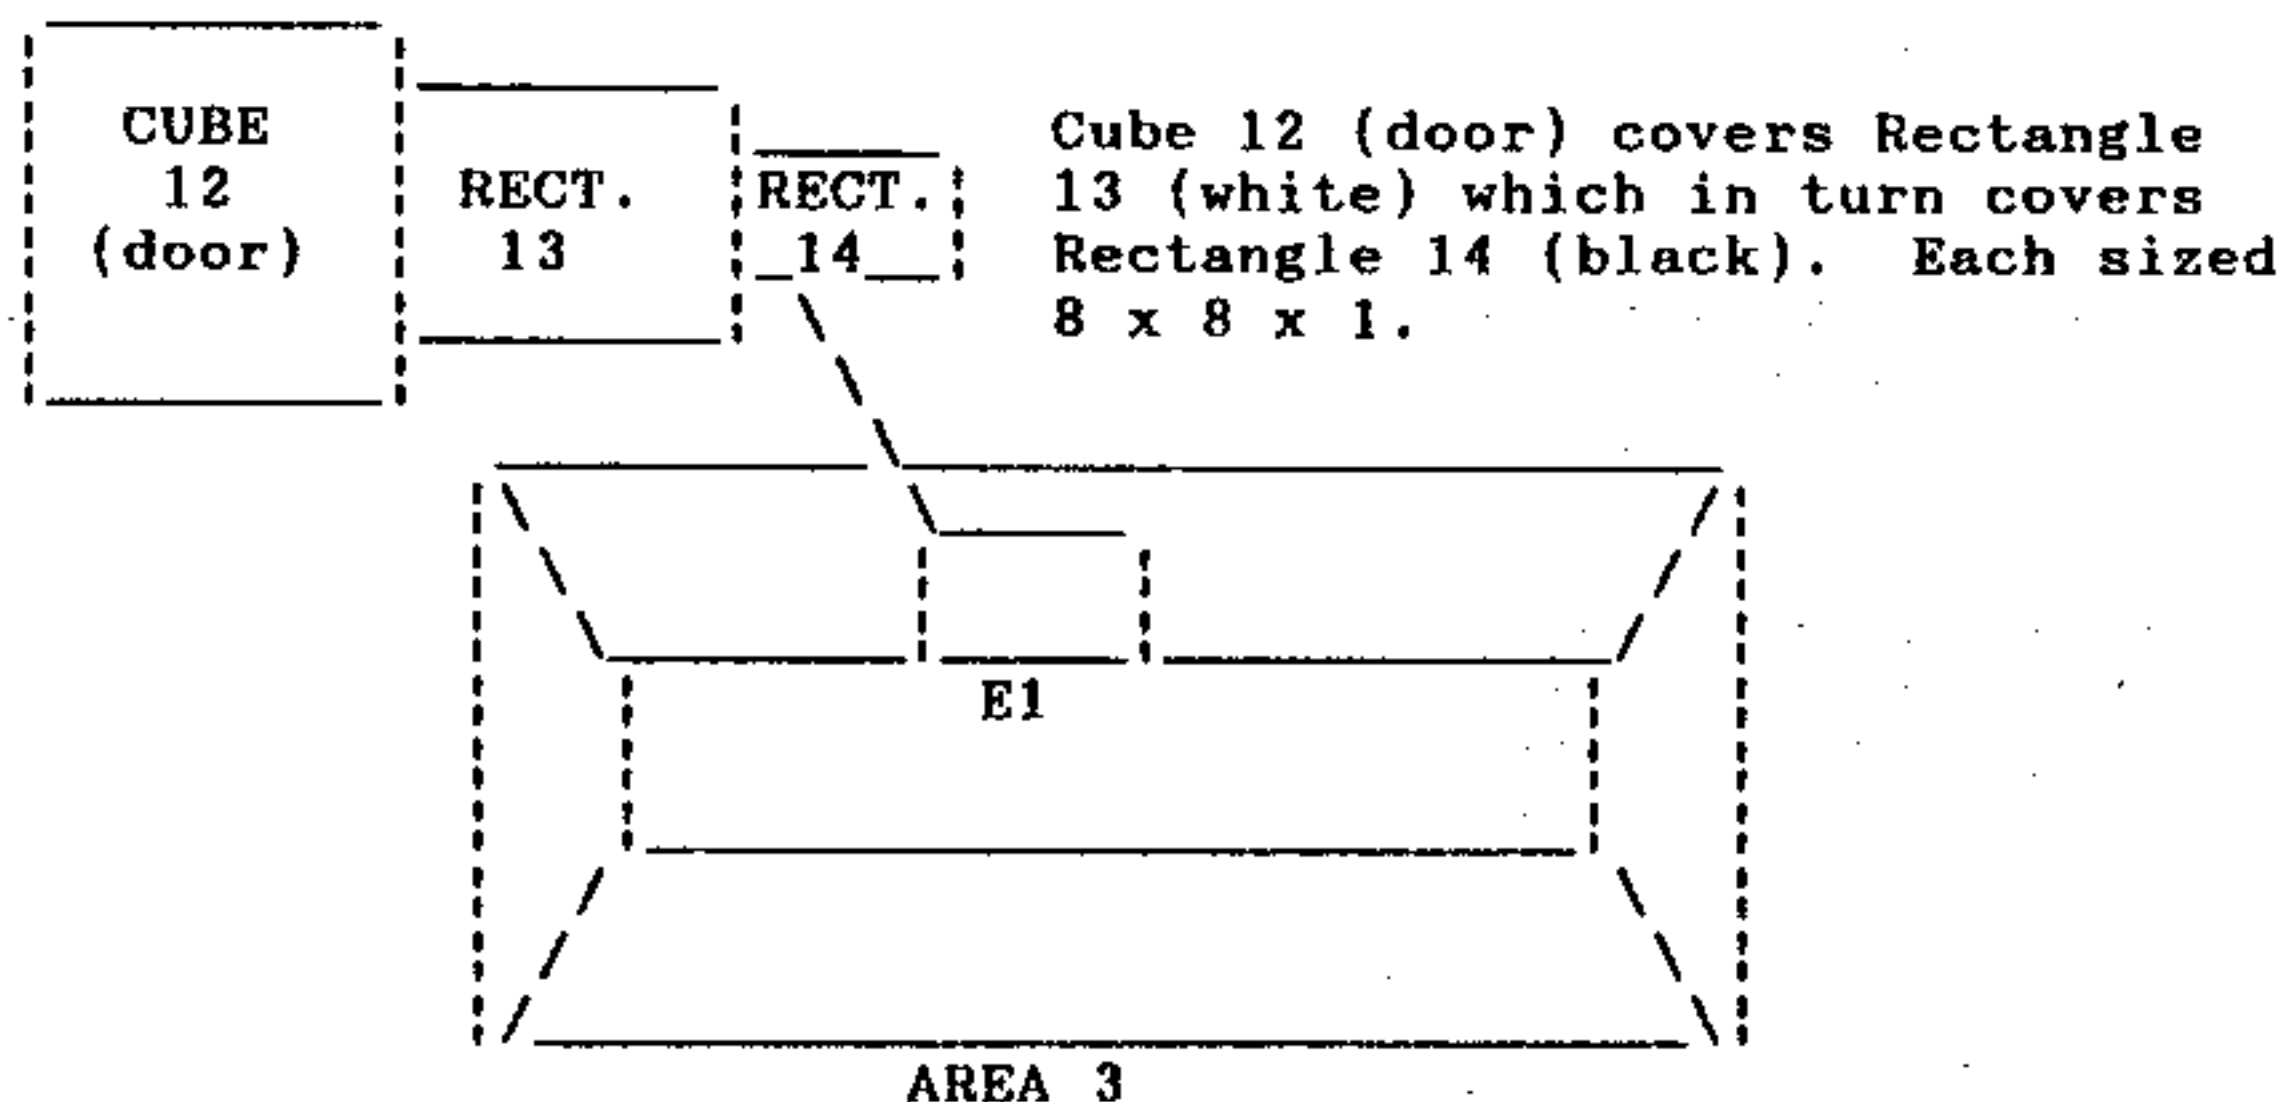 CUBE
12
(door)
RECT.
13
RECT.
14
Cube 12 (door) covers Rectangle
13 (white) which in turn covers
Rectangle 14 (black). Each sized
8 x 8 x 1.
E1
AREA 3